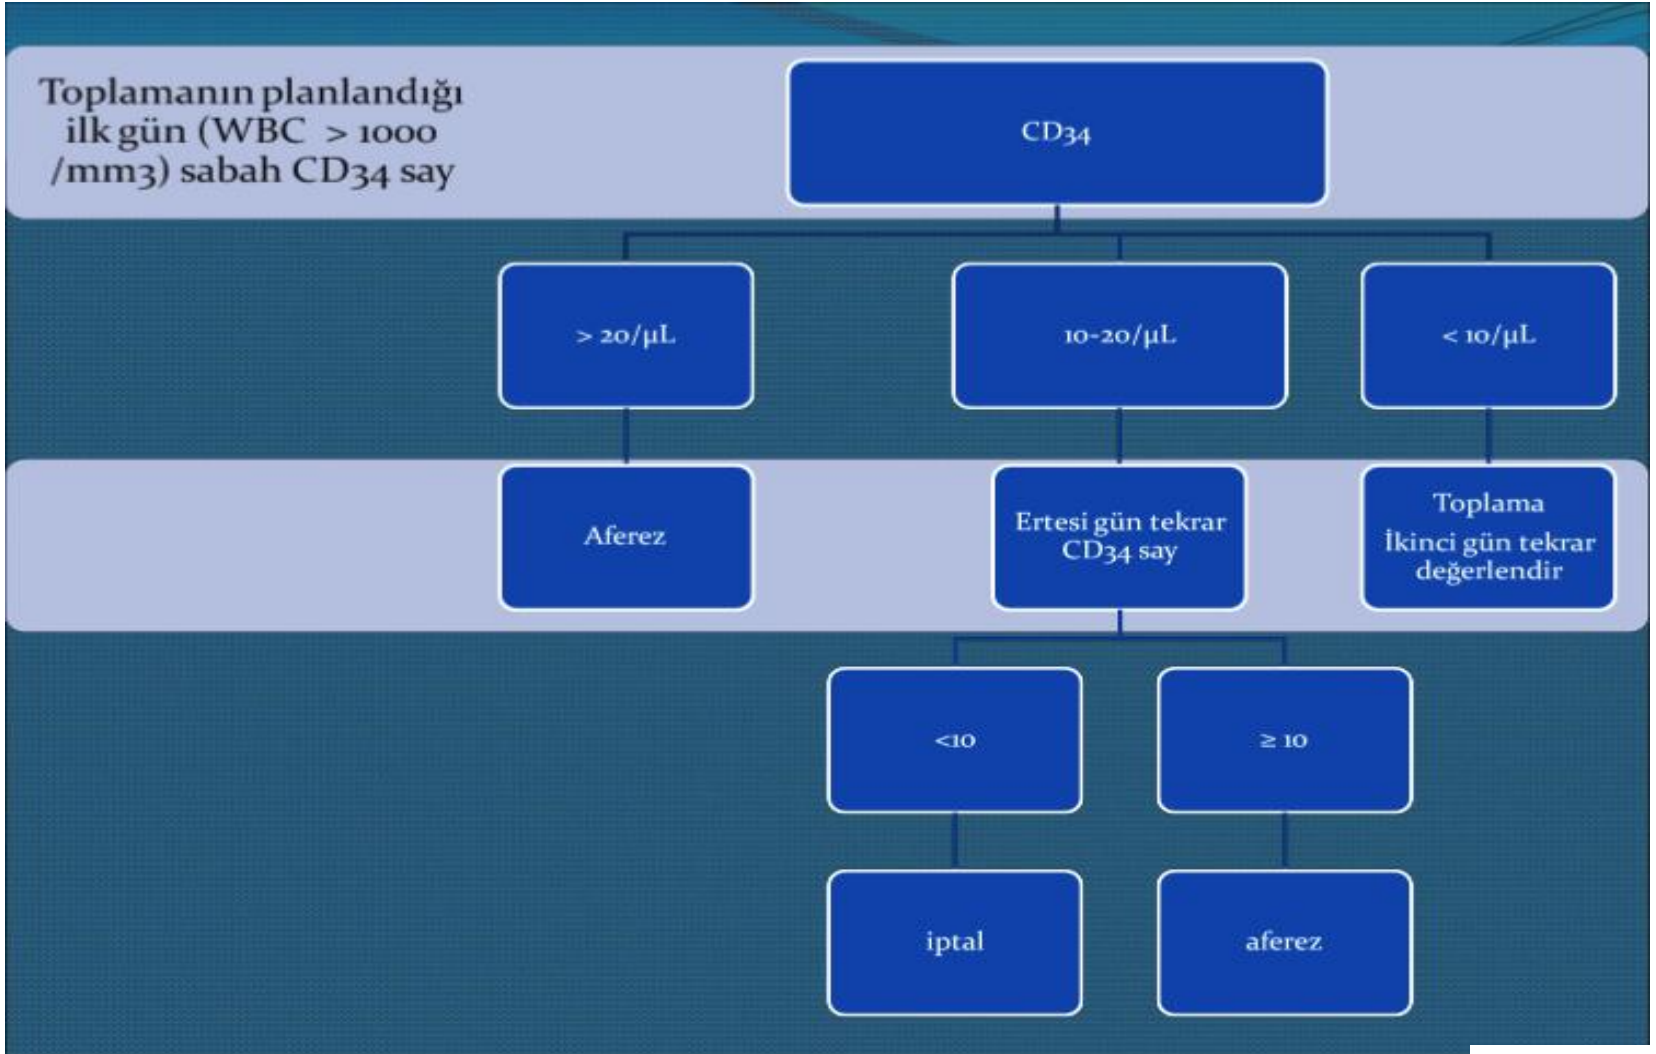 Toplamanın planlandığı
ilk gün (WBC > 1000
/mm3) sabah CD34 say
CD34
> 20/µL
10-20/µL
< 10/µL
Aferez
Ertesi gün tekrar
CD34 say
Toplama
İkinci gün tekrar
değerlendir
<10
≥ 10
iptal
aferez